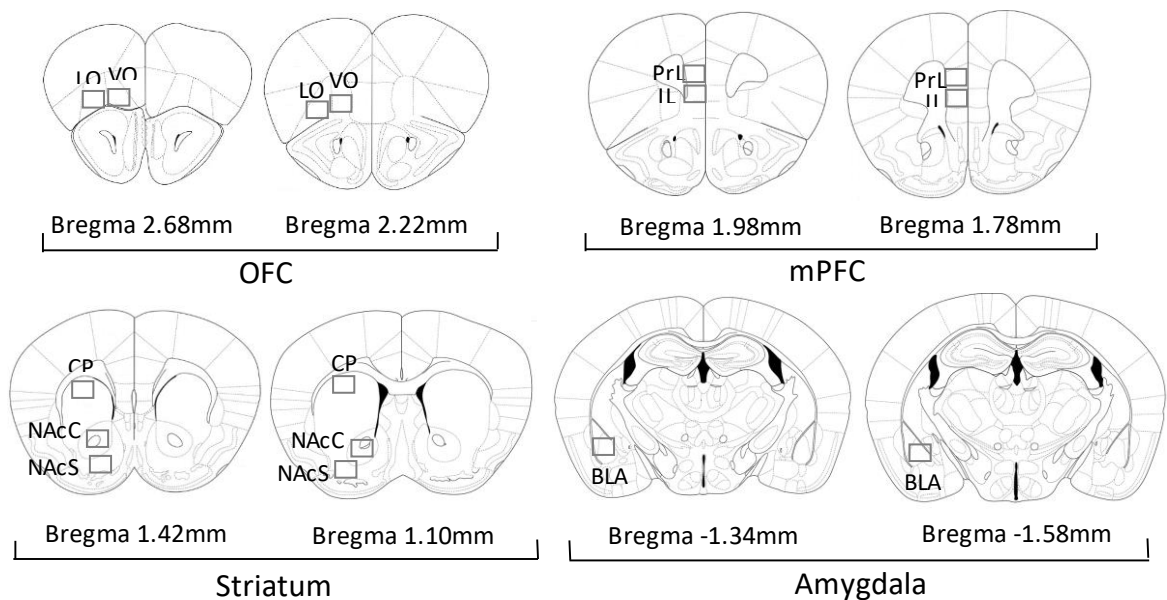 LO VO
LO VO
PrL
IL
PrL
IL
Bregma 2.68mm
Bregma 2.22mm
Bregma 1.98mm
Bregma 1.78mm
OFC
mPFC
CP
NAcC
NAcS
CP
NAcC
NAcS
BLA
BLA
Bregma 1.42mm
Bregma 1.10mm
Bregma -1.34mm
Bregma -1.58mm
Striatum
Amygdala